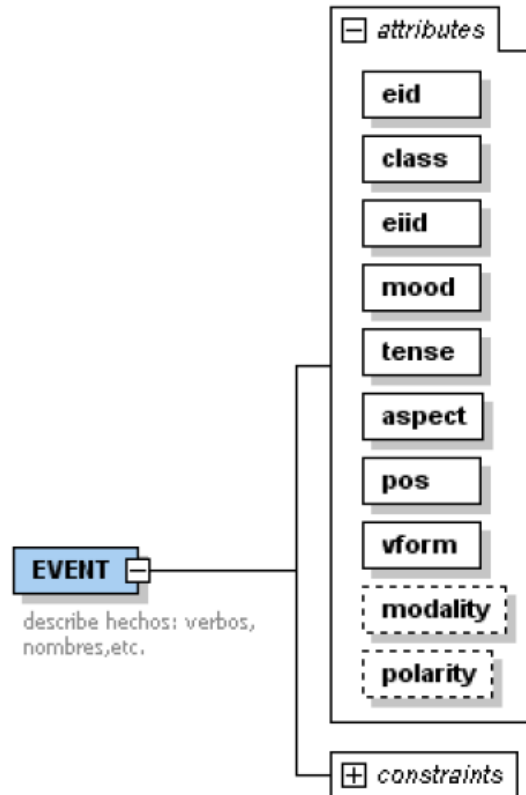 attributes
eid
class
eiid
mood
tense
aspect
pos
vform
modality
polarity
EVENT
describe hechos: verbos,
nombres,etc.
constraints